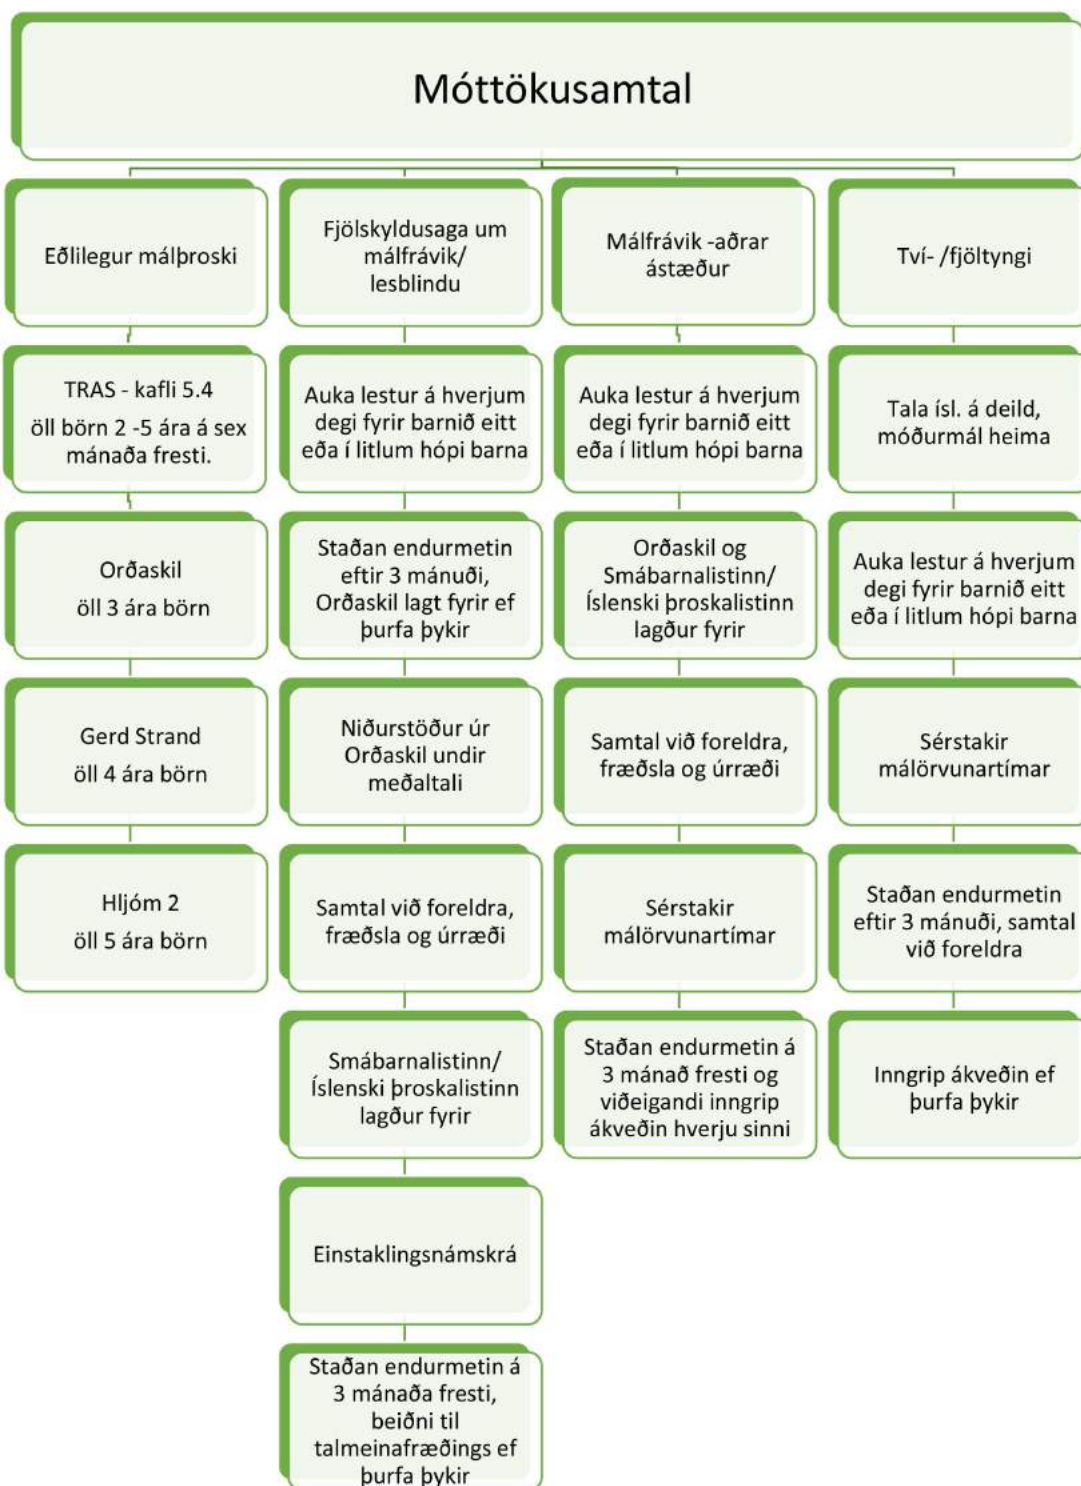 Móttökusamtal
Eðlilegur málþroski
TRAS - kafli 5.4
öll börn 2 -5 ára á sex
mánaða fresti.
Orðaskil
öll 3 ára börn
Gerd Strand
öll 4 ára börn
Hljóm 2
öll 5 ára börn
Fjölskyldusaga um
málfrávik/
lesblindu
Auka lestur á hverjum
degi fyrir barnið eitt
eða í litlum hópi barna
Staðan endurmetin
eftir 3 mánuði,
Orðaskil lagt fyrir ef
þurfa þykir
Niðurstöður úr
Orðaskil undir
meðaltali
Samtal við foreldra,
fræðsla og úrræði
Smábarnalistinn/
Íslenski þroskalistinn
lagður fyrir
Einstaklingsnámskrá
Staðan endurmetin á
3 mánaða fresti,
beiðni til
talmeinafræðings ef
þurfa þykir
Málfrávik -aðrar
ástæður
Auka lestur á hverjum
degi fyrir barnið eitt
eða í litlum hópi barna
Orðaskil og
Smábarnalistinn/
Íslenski þroskalistinn
lagður fyrir
Samtal við foreldra,
fræðsla og úrræði
Sérstakir
málörvunartímar
Staðan endurmetin á
3 mánað fresti og
viðeigandi inngrip
ákveðin hverju sinni
Tví- /fjöltyngi
Tala ísl. á deild,
móðurmál heima
Auka lestur á hverjum
degi fyrir barnið eitt
eða í litlum hópi barna
Sérstakir
málörvunartímar
Staðan endurmetin
eftir 3 mánuði, samtal
við foreldra
Inngrip ákveðin ef
þurfa þykir